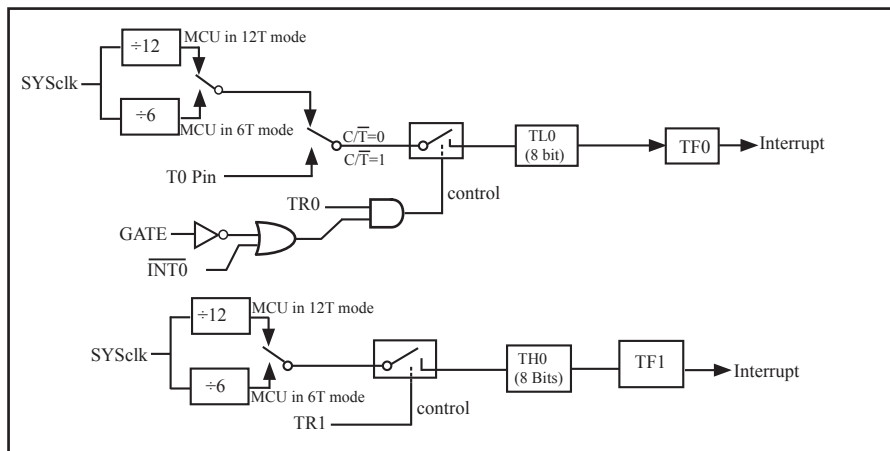 ÷12
MCU in 12T mode
SYSclk
÷6
MCU in 6T mode
C/T̅=0
C/T̅=1
T0 Pin
TL0
(8 bit)
TF0
Interrupt
control
TR0
GATE
I̅N̅T̅0̅
÷12
MCU in 12T mode
SYSclk
÷6
MCU in 6T mode
TH0
(8 Bits)
TF1
Interrupt
control
TR1